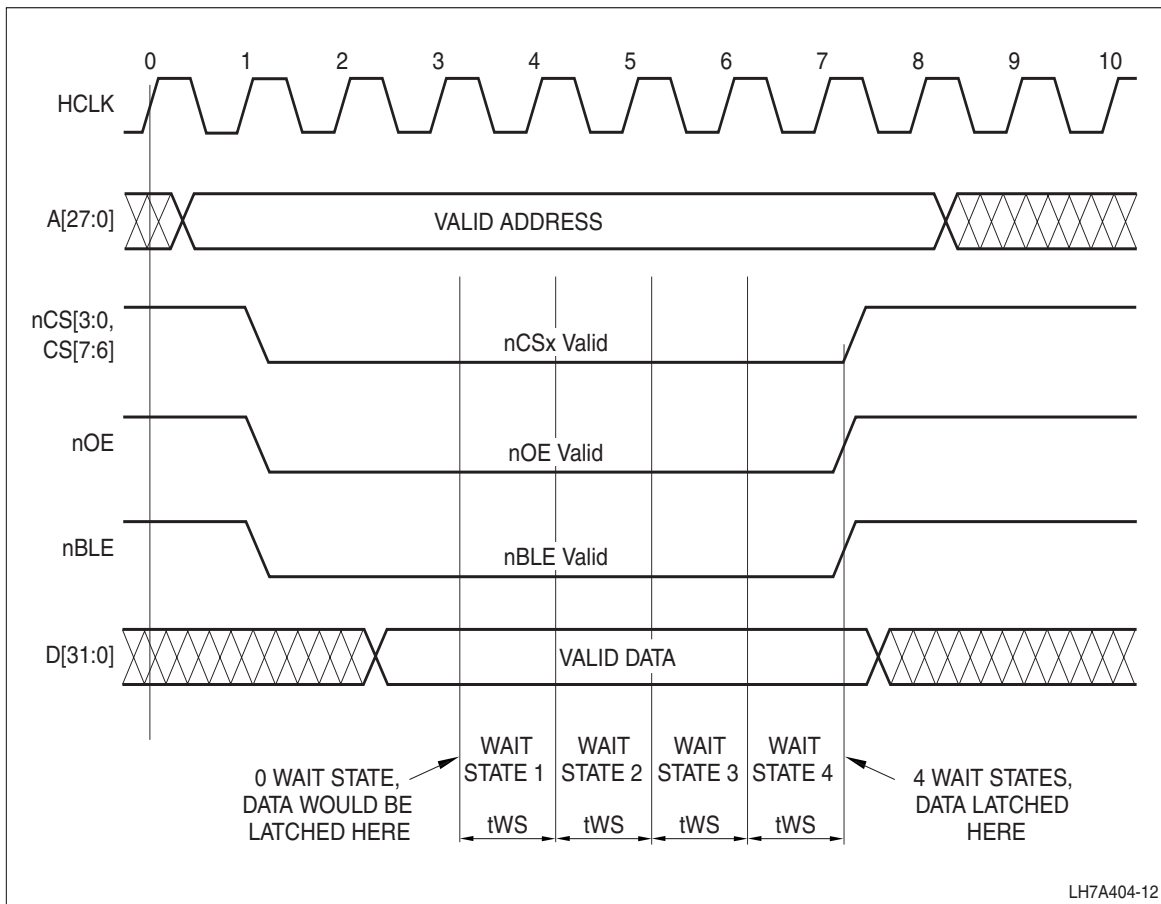 0 1 2 3 4 5 6 7 8 9 10
HCLK
A[27:0]
VALID ADDRESS
nCS[3:0,
CS[7:6]
nCSx Valid
nOE
nOE Valid
nBLE
nBLE Valid
D[31:0]
VALID DATA
0 WAIT STATE,
DATA WOULD BE
LATCHED HERE
WAIT
STATE 1
WAIT
STATE 2
WAIT
STATE 3
WAIT
STATE 4
tWS tWS tWS tWS
4 WAIT STATES,
DATA LATCHED
HERE
LH7A404-12